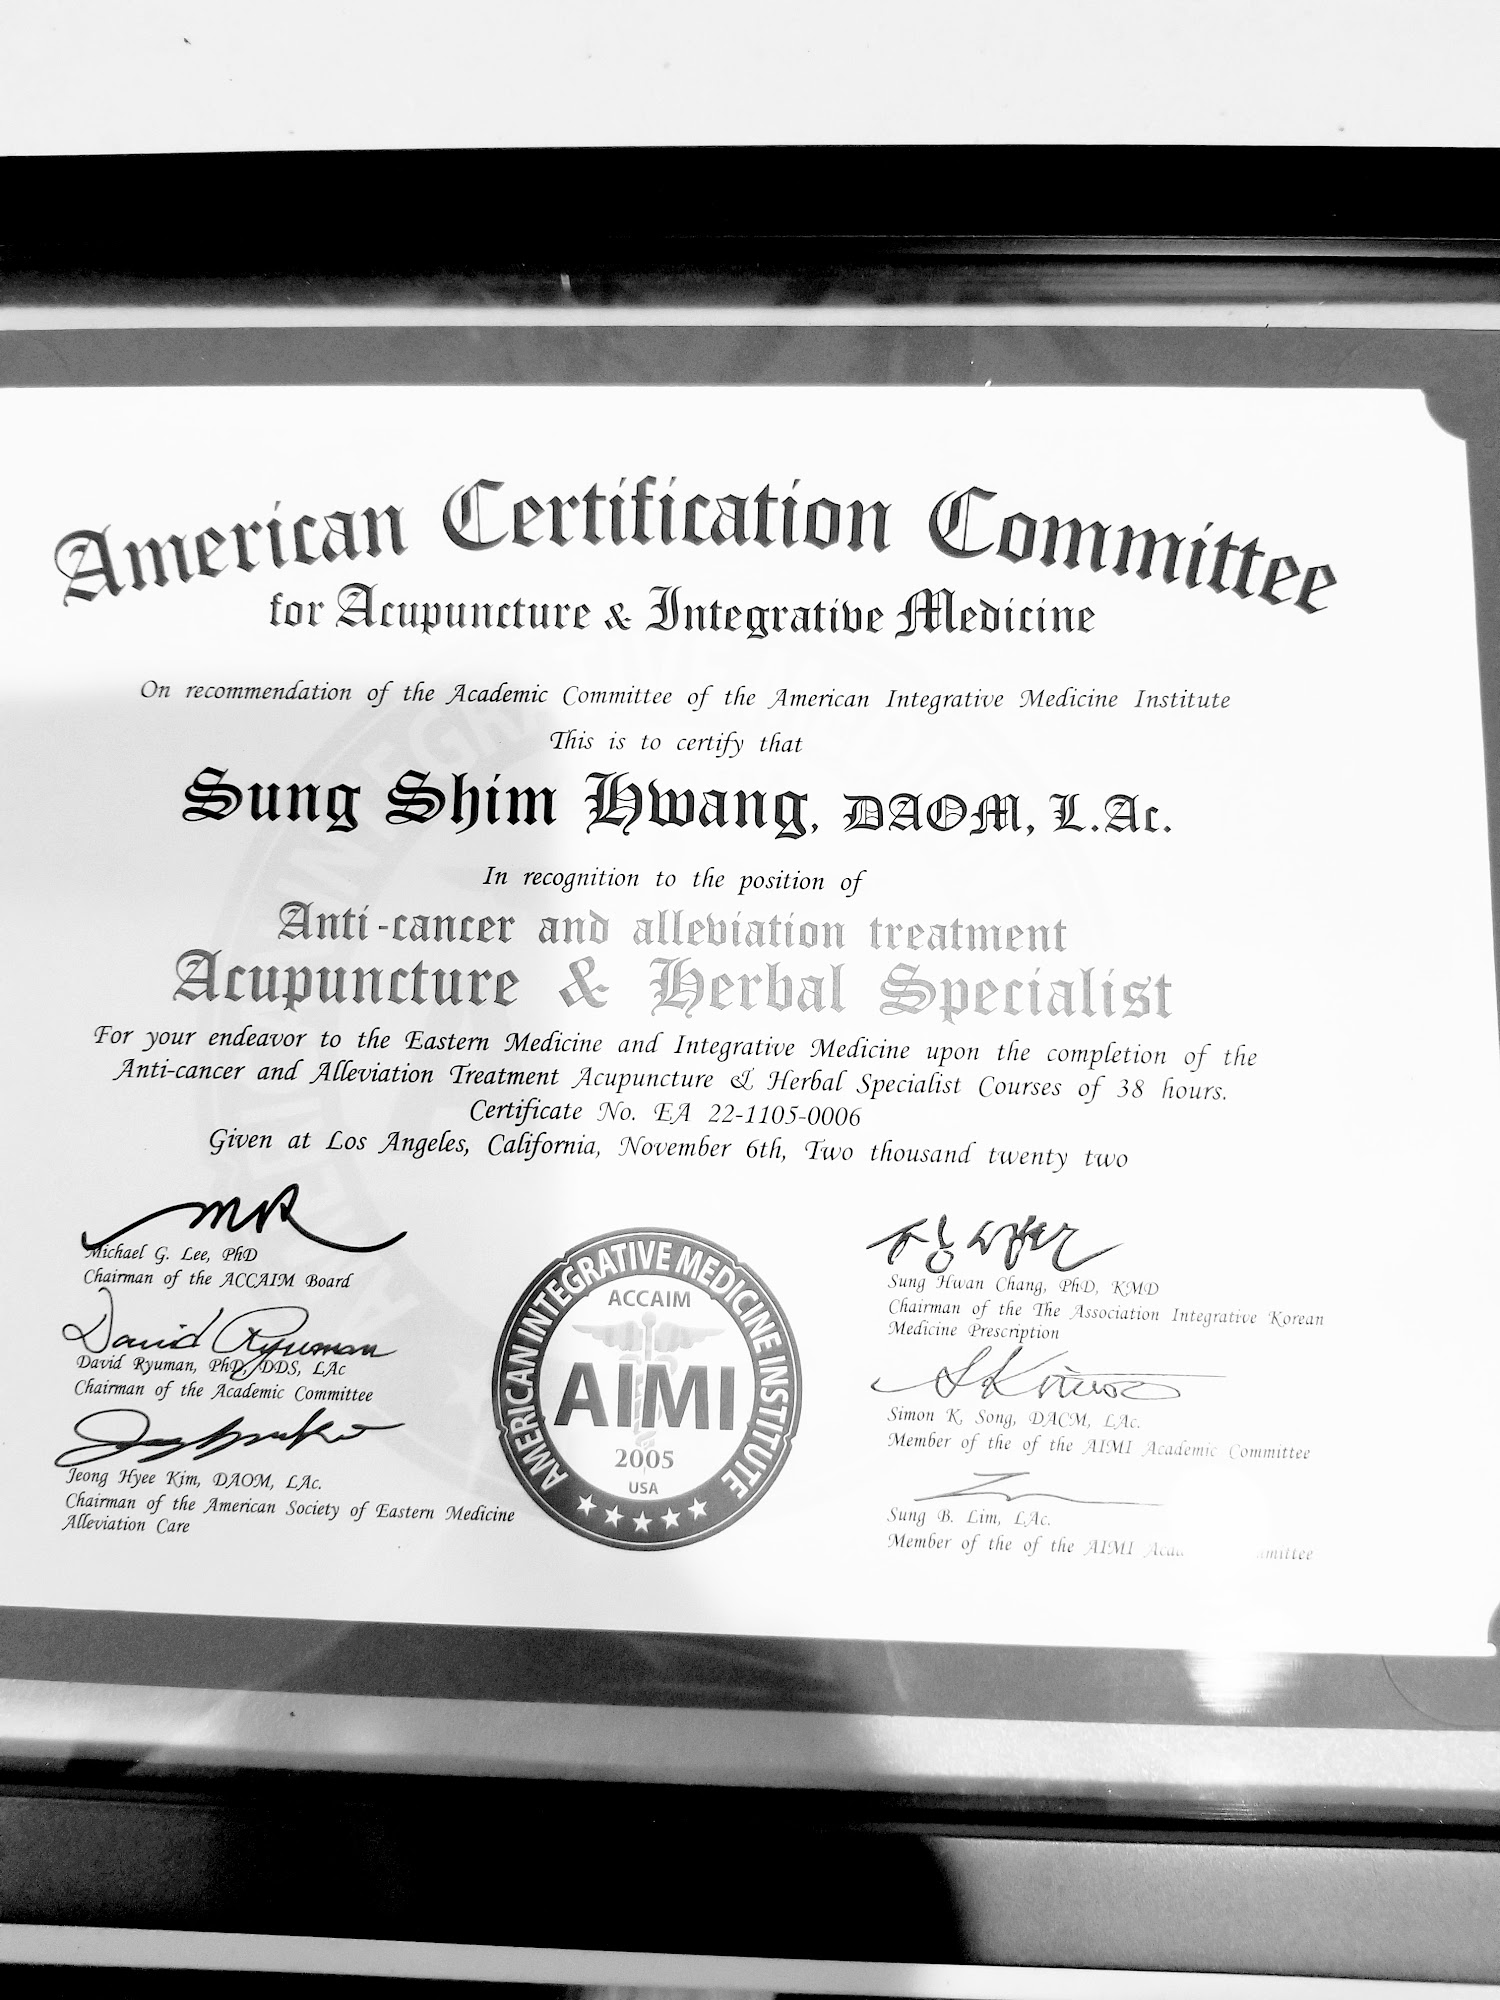 American Certification Committee
for Acupuncture & Integrative Medicine
On recommendation of the Academic Committee of the American Integrative Medicine Institute
This is to certify that
Sung Shim Hwang, DAOM, L.Ac.
In recognition to the position of
Anti-cancer and alleviation treatment
Acupuncture & Herbal Specialist
For your endeavor to the Eastern Medicine and Integrative Medicine upon the completion of the
Anti-cancer and Alleviation Treatment Acupuncture & Herbal Specialist Courses of 38 hours.
Certificate No. EA 22-1105-0006
Given at Los Angeles, California, November 6th, Two thousand twenty two
Michael G. Lee, PhD
Chairman of the ACCAIM Board
David Ryuman
David Ryuman, PhD, DDS, L.Ac
Chairman of the Academic Committee
Jeong Hyee Kim, DAOM, L.Ac.
Chairman of the American Society of Eastern Medicine
Alleviation Care
AMERICAN INTEGRATIVE MEDICINE INSTITUTE
ACCAIM
AIMI
2005
USA
Sung Hwan Chang, PhD, KMD
Chairman of the The Association Integrative Korean
Medicine Prescription
Simon K. Song, DACM, L.Ac.
Member of the of the AIMI Academic Committee
Sung B. Lim, L.Ac.
Member of the of the AIMI